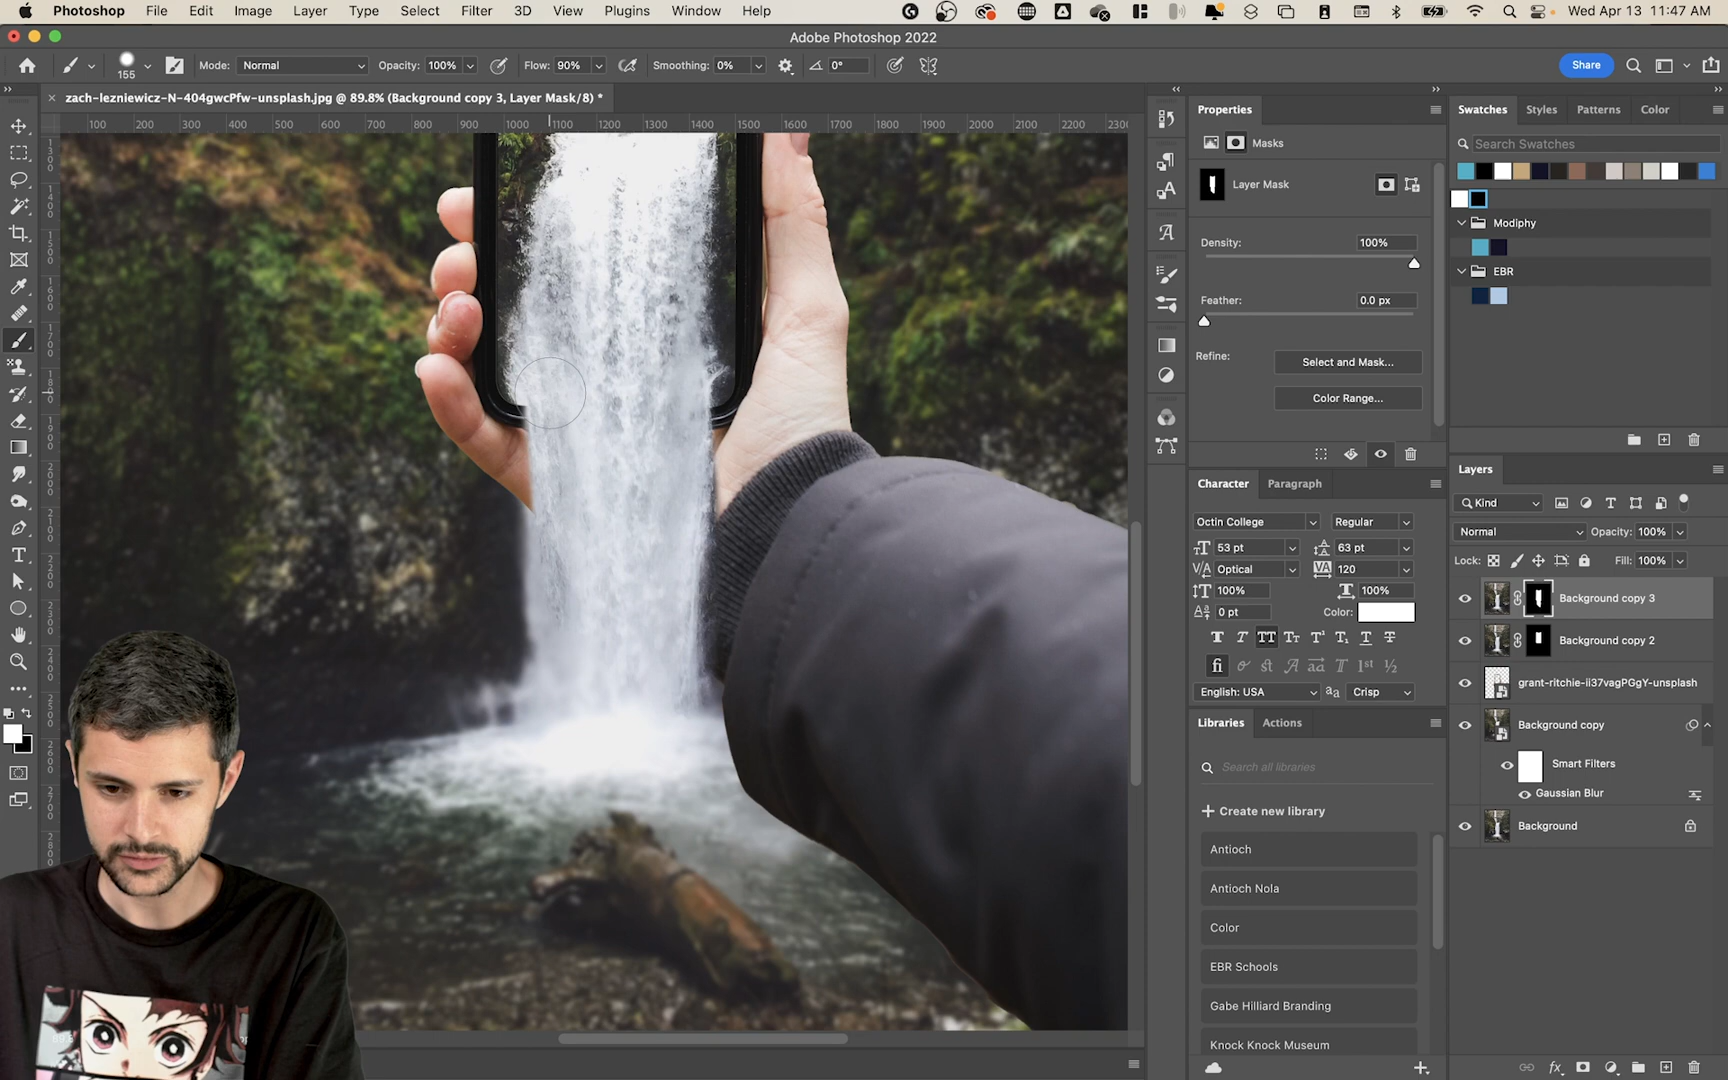 Photoshop File Edit Image Layer Type Select Filter 3D View Plugins Window Help Wed Apr 13 11:47 AM
Adobe Photoshop 2022
155 Mode: Normal Opacity: 100% Flow: 90% Smoothing: 0% 0° Share
zach-lezniewicz-N-404gwcPfw-unsplash.jpg @ 89.8% (Background copy 3, Layer Mask/8) *
100 200 300 400 500 600 700 800 900 1000 1100 1200 1300 1400 1500 1600 1700 1800 1900 2000 2100 2200 2300
Properties
Masks
Layer Mask
Density: 100%
Feather: 0.0 px
Refine: Select and Mask...
Color Range...
Character Paragraph
Octin College Regular
53 pt 63 pt
Optical 120
100% 100%
0 pt Color:
English: USA Crisp
Libraries Actions
Search all libraries
Create new library
Antioch
Antioch Nola
Color
EBR Schools
Gabe Hilliard Branding
Knock Knock Museum
Swatches Styles Patterns Color
Search Swatches
Modiphy
EBR
Layers
Kind
Normal Opacity: 100%
Lock: Fill: 100%
Background copy 3
Background copy 2
grant-ritchie-ii37vagPGgY-unsplash
Background copy
Smart Filters
Gaussian Blur
Background